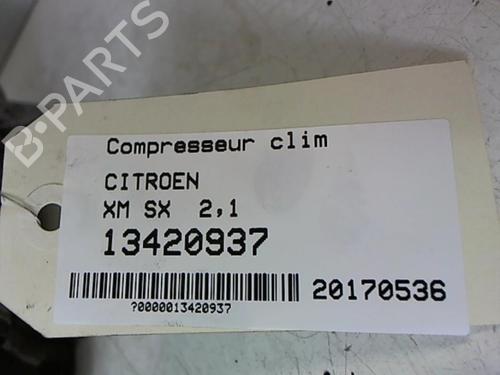 B-PARTS
Compresseur clim
CITROEN
XM SX 2,1
13420937
20170536
?0000013420937